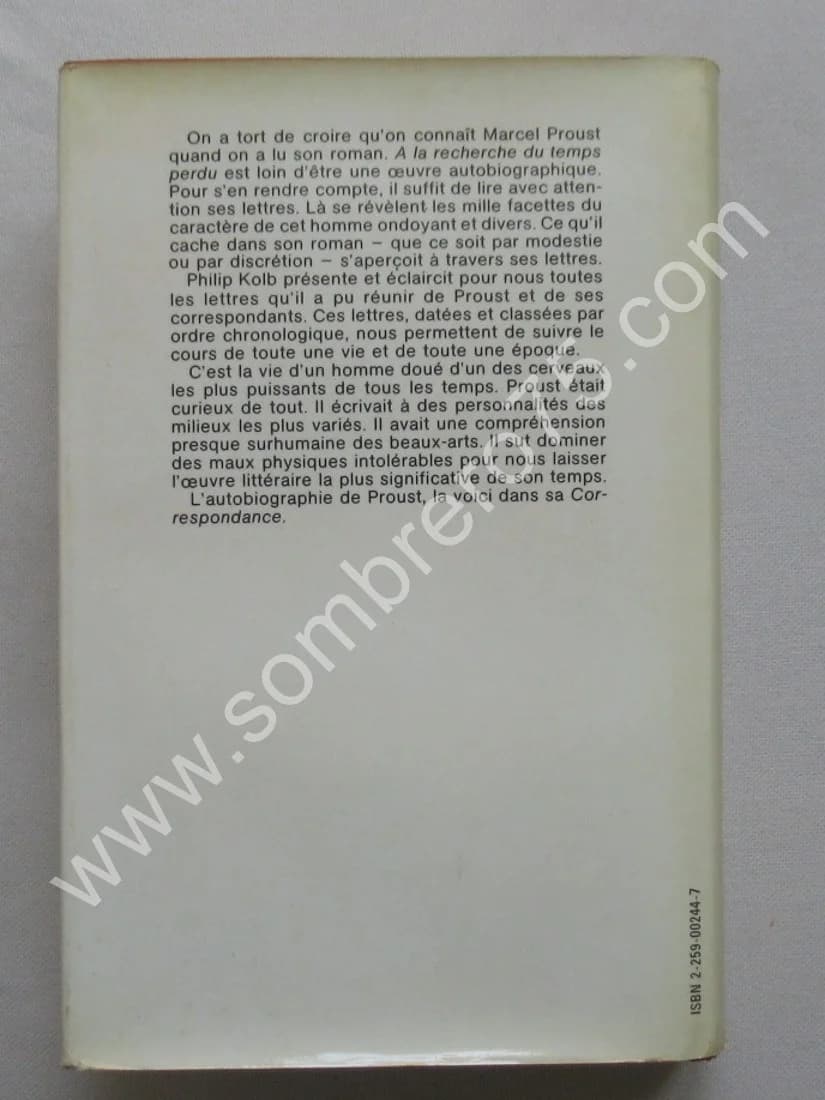 On a tort de croire qu'on connaît Marcel Proust
quand on a lu son roman. A la recherche du temps
perdu est loin d'être une œuvre autobiographique.
Pour s'en rendre compte, il suffit de lire avec atten-
tion ses lettres. Là se révèlent les mille facettes du
caractère de cet homme ondoyant et divers. Ce qu'il
cache dans son roman – que ce soit par modestie
ou par discrétion – s'aperçoit à travers ses lettres.
Philip Kolb présente et éclaircit pour nous toutes
les lettres qu'il a pu réunir de Proust et de ses
correspondants. Ces lettres, datées et classées par
ordre chronologique, nous permettent de suivre le
cours de toute une vie et de toute une époque.
C'est la vie d'un homme doué d'un des cerveaux
les plus puissants de tous les temps. Proust était
curieux de tout. Il écrivait à des personnalités des
milieux les plus variés. Il avait une compréhension
presque surhumaine des beaux-arts. Il sut dominer
des maux physiques intolérables pour nous laisser
l'œuvre littéraire la plus significative de son temps.
L'autobiographie de Proust, la voici dans sa Cor-
respondance.
www.sombrero75.com
ISBN 2-259-00244-7